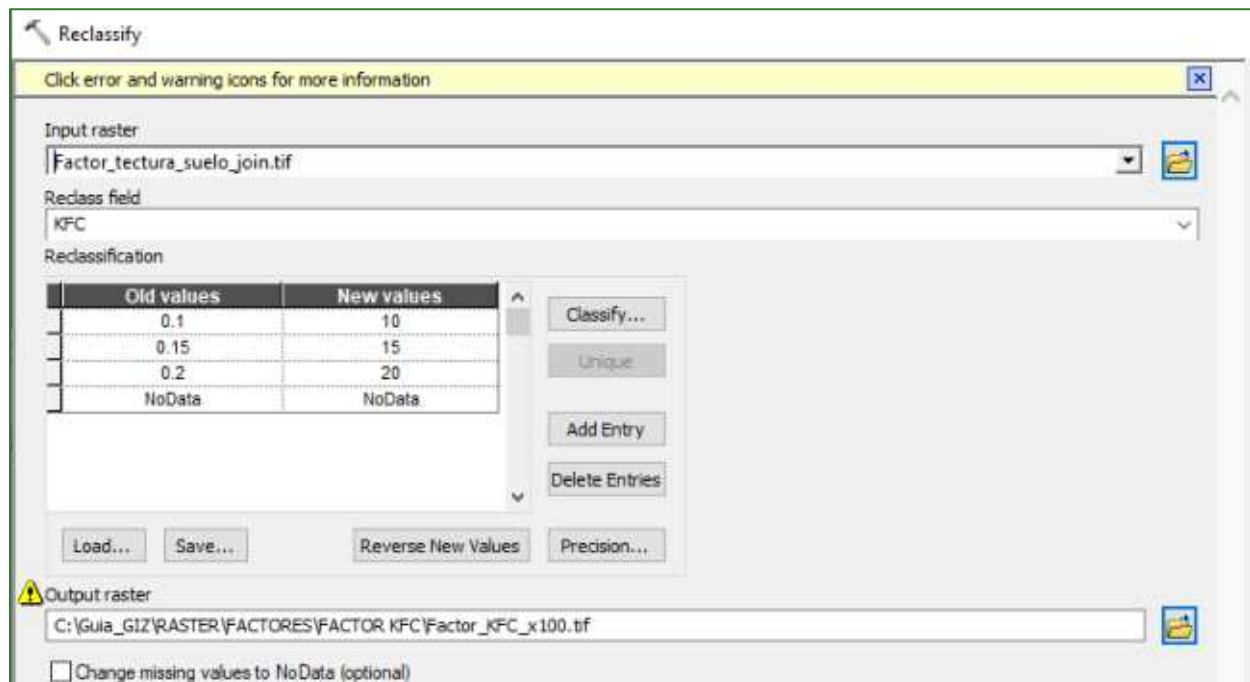 Reclassify
Click error and warning icons for more information
Input raster
Factor_tectura_suelo_join.tif
Reclass field
KFC
Reclassification
Old values New values
0.1 10
0.15 15
0.2 20
NoData NoData
Classify...
Unique
Add Entry
Delete Entries
Load... Save... Reverse New Values Precision...
Output raster
C:\Guia_GIZ\RASTER\FACTORES\FACTOR KFC\Factor_KFC_x100.tif
Change missing values to NoData (optional)